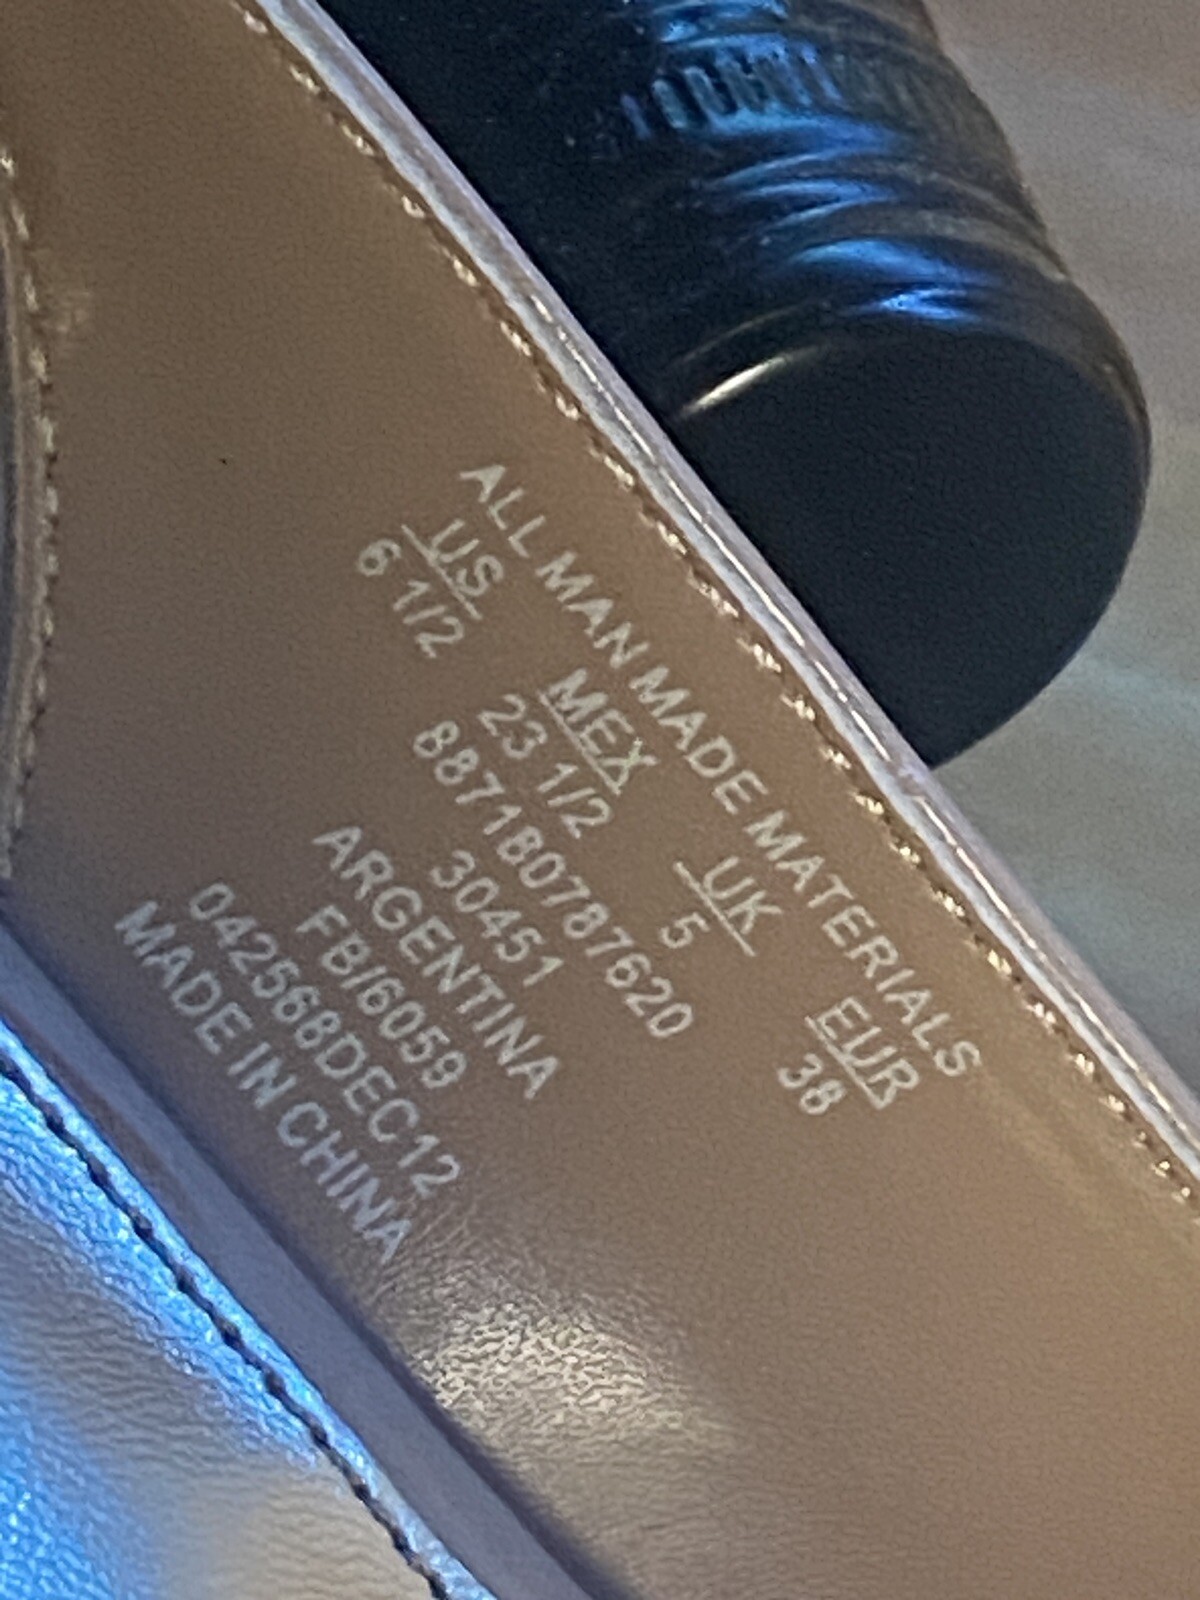 ALL MAN MADE MATERIALS
US MEX UK EUR
6 1/2 23 1/2 5 38
887180787620
30451
ARGENTINA
FB/6059
042568DEC12
MADE IN CHINA